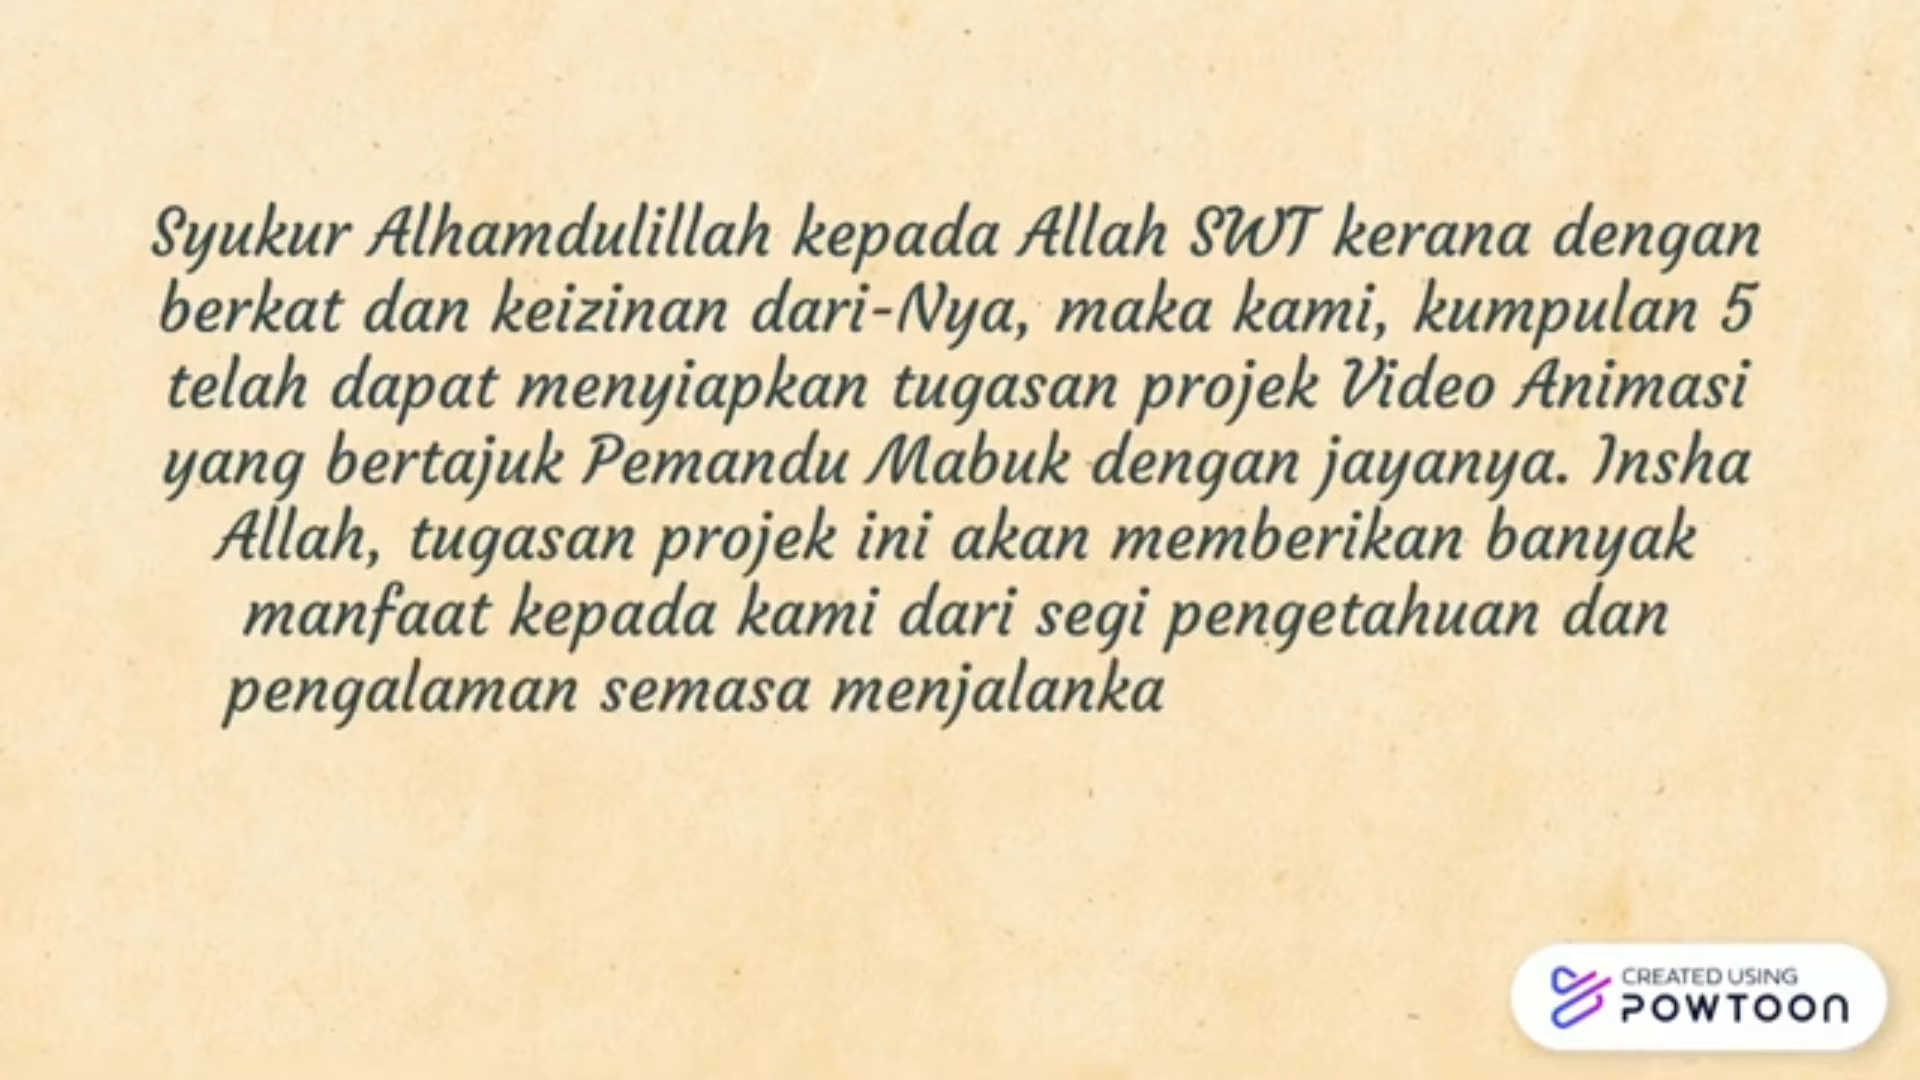 Syukur Alhamdulillah kepada Allah SWT kerana dengan
berkat dan keizinan dari-Nya, maka kami, kumpulan 5
telah dapat menyiapkan tugasan projek Video Animasi
yang bertajuk Pemandu Mabuk dengan jayanya. Insha
Allah, tugasan projek ini akan memberikan banyak
manfaat kepada kami dari segi pengetahuan dan
pengalaman semasa menjalanka
CREATED USING
POWTOON